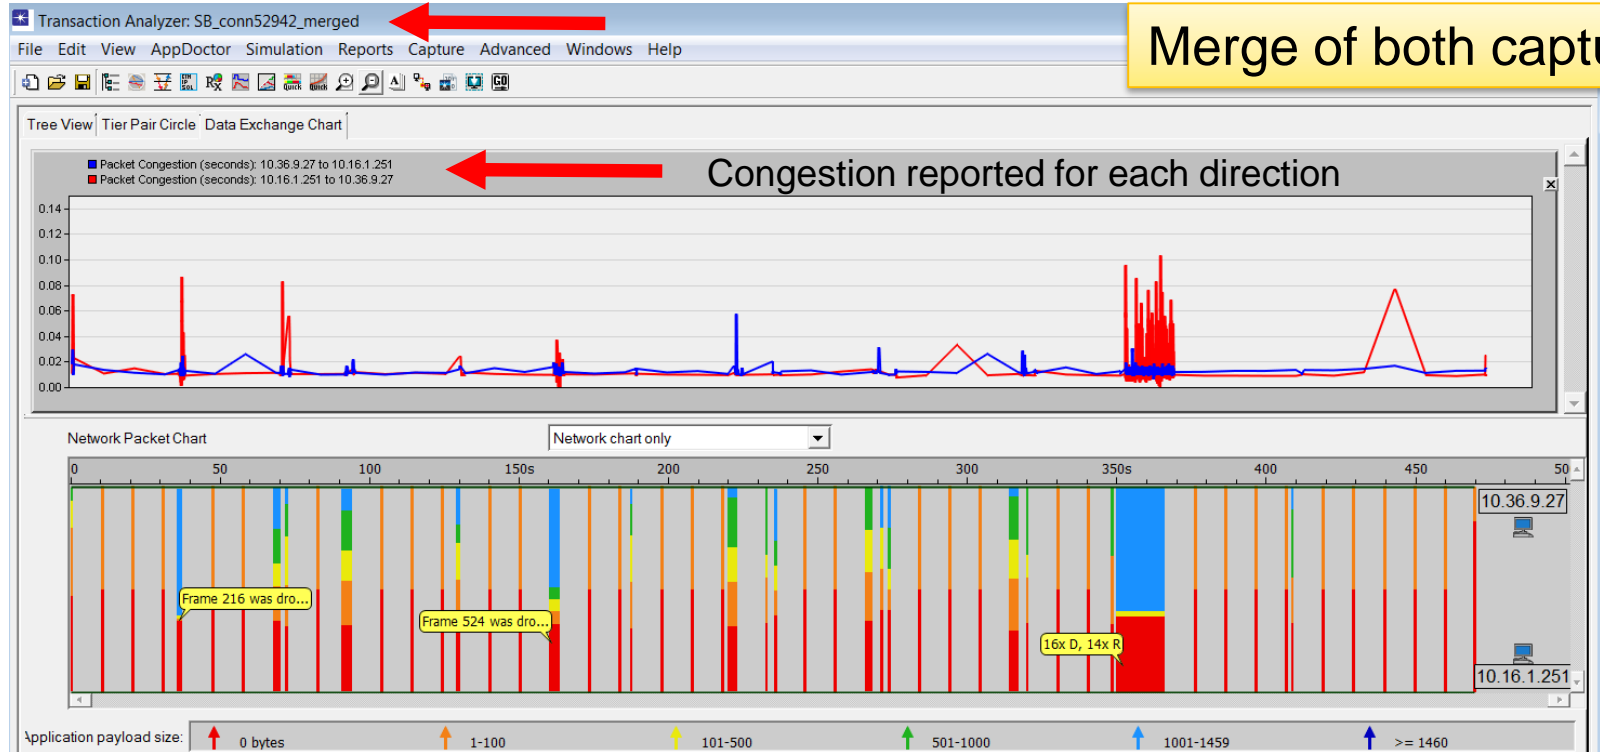 Transaction Analyzer: SB_conn52942_merged
Merge of both captu
File Edit View AppDoctor Simulation Reports Capture Advanced Windows Help
Tree View Tier Pair Circle Data Exchange Chart
Packet Congestion (seconds): 10.36.9.27 to 10.16.1.251
Packet Congestion (seconds): 10.16.1.251 to 10.36.9.27
Congestion reported for each direction
0.14
0.12
0.10
0.08
0.06
0.04
0.02
0.00
Network Packet Chart
Network chart only
0 50 100 150s 200 250 300 350s 400 450 50
10.36.9.27
Frame 216 was dro...
Frame 524 was dro...
16x D, 14x R
10.16.1.251
Application payload size: 0 bytes 1-100 101-500 501-1000 1001-1459 >= 1460